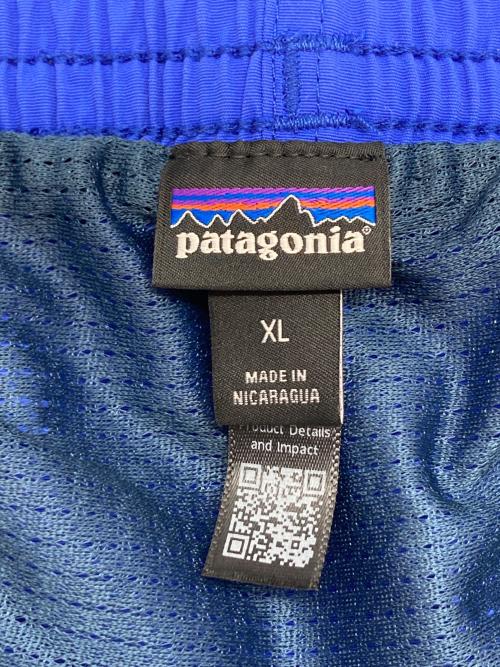 patagonia®
XL
MADE IN
NICARAGUA
Product Details
and Impact